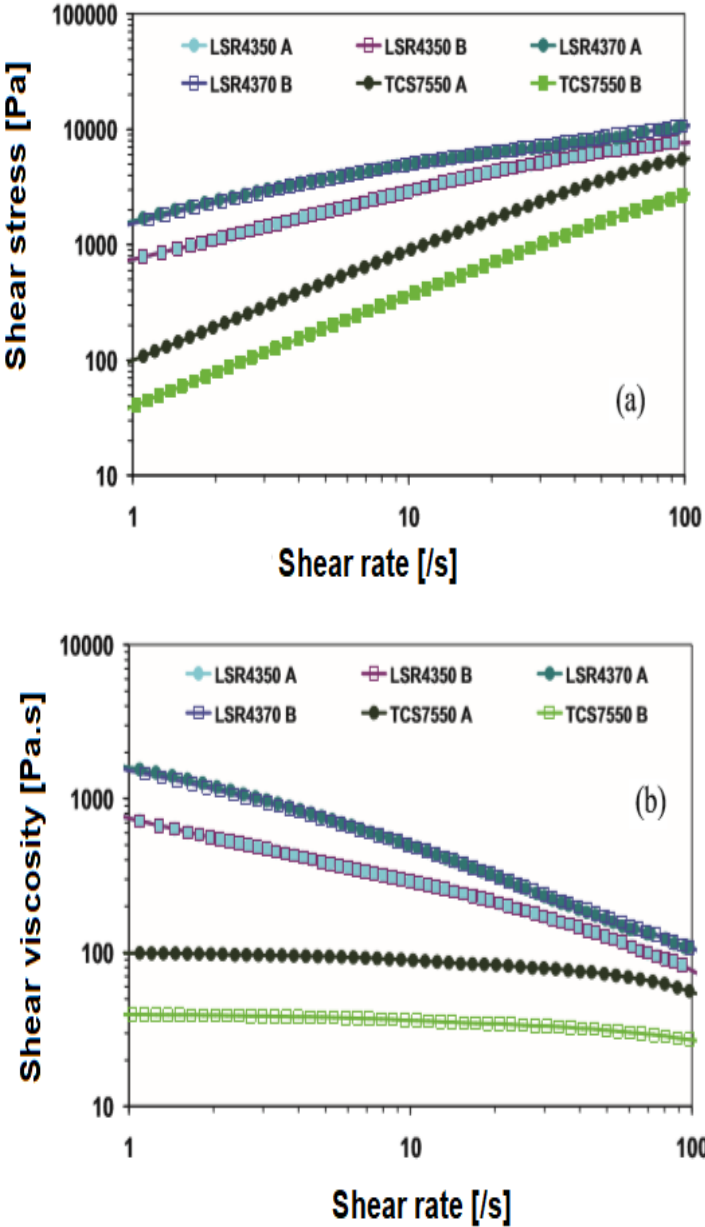 Shear stress [Pa]
100000
10000
1000
100
10
LSR4350 A LSR4350 B LSR4370 A
LSR4370 B TCS7550 A TCS7550 B
(a)
1 10 100
Shear rate [/s]
Shear viscosity [Pa.s]
10000
1000
100
10
LSR4350 A LSR4350 B LSR4370 A
LSR4370 B TCS7550 A TCS7550 B
(b)
1 10 100
Shear rate [/s]